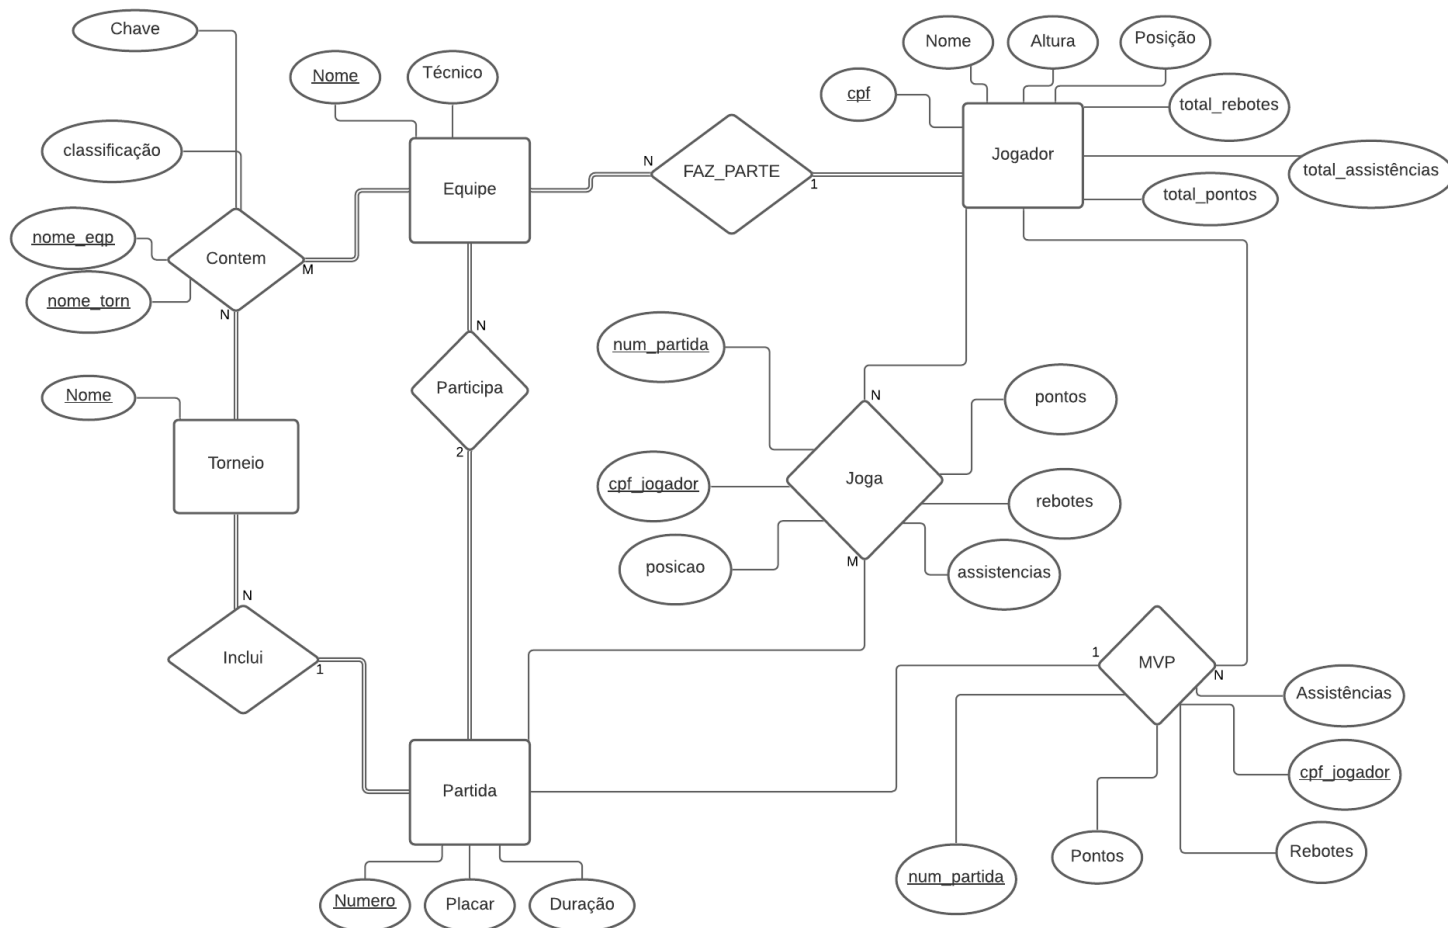 Chave
Nome
Técnico
Nome
Altura
Posição
cpf
total_rebotes
classificação
Equipe
FAZ_PARTE
N
1
Jogador
total_assistências
total_pontos
nome_eqp
Contem
M
nome_torn
N
N
Participa
2
num_partida
Nome
N
pontos
Torneio
Joga
cpf_jogador
rebotes
posicao
M
assistencias
N
Inclui
1
1
MVP
N
Assistências
Partida
cpf_jogador
Pontos
Rebotes
num_partida
Numero
Placar
Duração